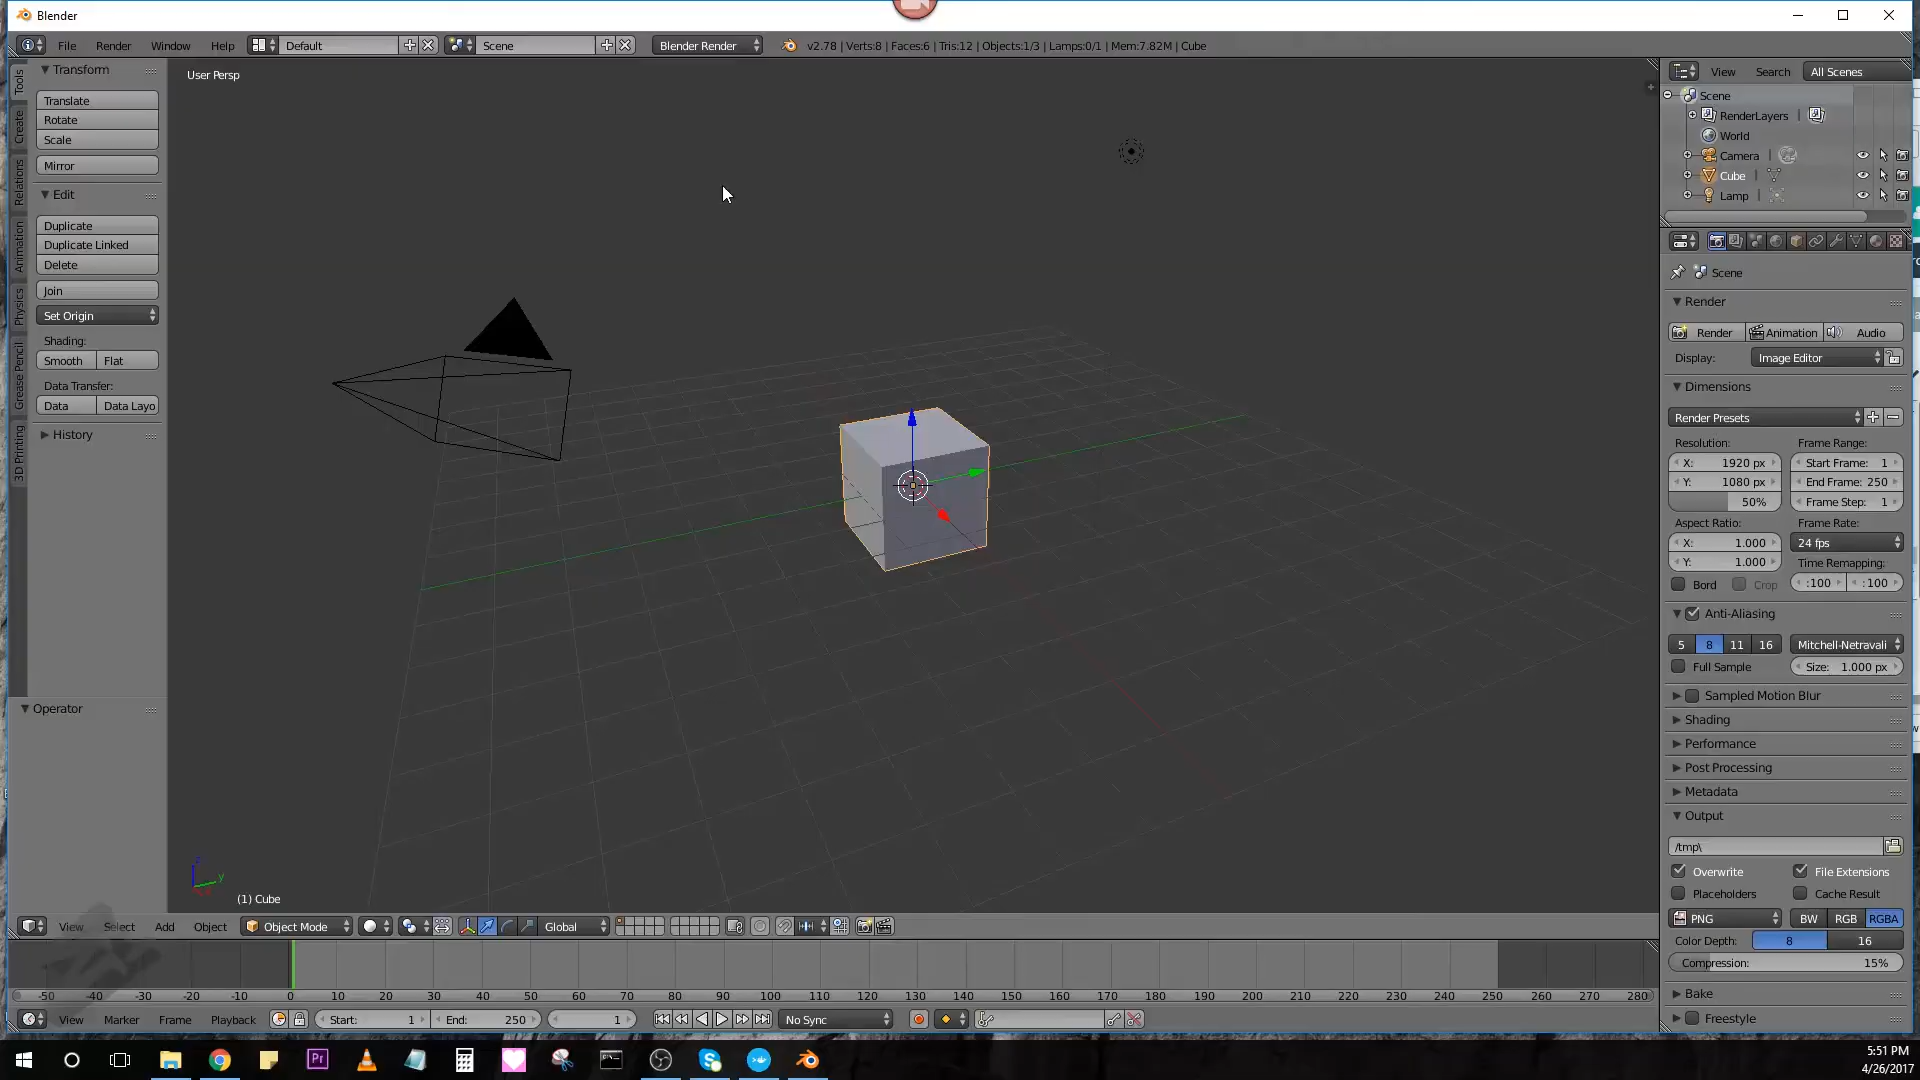 Blender
File Render Window Help Default Scene Blender Render v2.78 | Verts:8 | Faces:6 | Tris:12 | Objects:1/3 | Lamps:0/1 | Mem:7.82M | Cube
Tools
Create
Relations
Animation
Physics
Grease Pencil
3D Printing
Transform
Translate
Rotate
Scale
Mirror
Edit
Duplicate
Duplicate Linked
Delete
Join
Set Origin
Shading:
Smooth Flat
Data Transfer:
Data Data Layo
History
Operator
User Persp
z
y
(1) Cube
View Select Add Object Object Mode Global
-50 -40 -30 -20 -10 0 10 20 30 40 50 60 70 80 90 100 110 120 130 140 150 160 170 180 190 200 210 220 230 240 250 260 270 280
View Marker Frame Playback Start: 1 End: 250 1 No Sync
View Search All Scenes
Scene
RenderLayers
World
Camera
Cube
Lamp
Scene
Render
Render Animation Audio
Display: Image Editor
Dimensions
Render Presets
Resolution: Frame Range:
X: 1920 px Start Frame: 1
Y: 1080 px End Frame: 250
50% Frame Step: 1
Aspect Ratio: Frame Rate:
X: 1.000 24 fps
Y: 1.000 Time Remapping:
Bord Crop :100 :100
Anti-Aliasing
5 8 11 16 Mitchell-Netravali
Full Sample Size: 1.000 px
Sampled Motion Blur
Shading
Performance
Post Processing
Metadata
Output
/tmp\
Overwrite File Extensions
Placeholders Cache Result
PNG BW RGB RGBA
Color Depth: 8 16
Compression: 15%
Bake
Freestyle
Pr
5:51 PM
4/26/2017